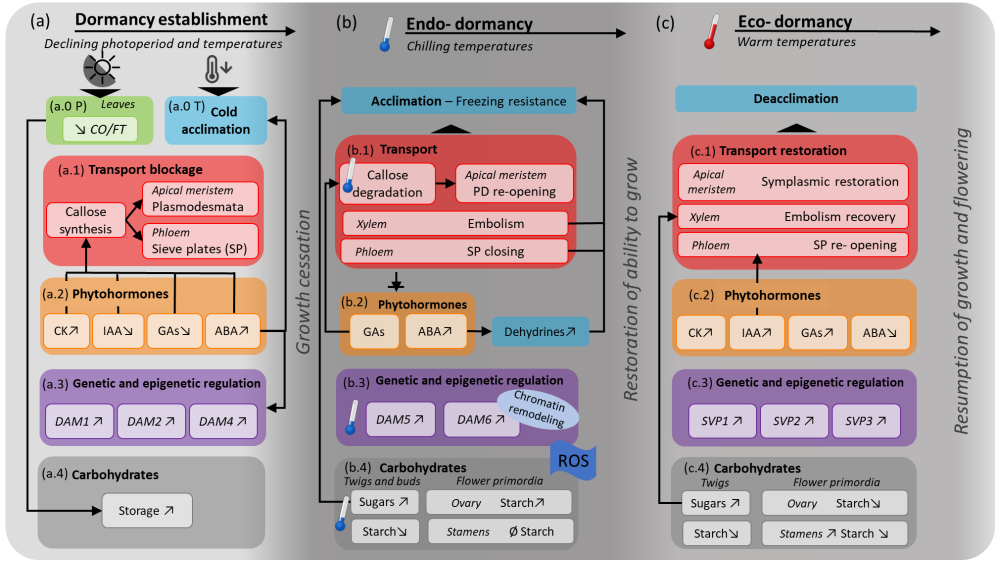 (a) Dormancy establishment
Declining photoperiod and temperatures
(a.0 P) Leaves
↘ CO/FT
(a.0 T) Cold
acclimation
(a.1) Transport blockage
Callose
synthesis
Apical meristem
Plasmodesmata
Phloem
Sieve plates (SP)
(a.2) Phytohormones
CK↗ IAA↘ GAs↘ ABA↗
(a.3) Genetic and epigenetic regulation
DAM1 ↗ DAM2 ↗ DAM4 ↗
(a.4) Carbohydrates
Storage ↗
Growth cessation
(b) Endo- dormancy
Chilling temperatures
Acclimation – Freezing resistance
(b.1) Transport
Callose
degradation
Apical meristem
PD re-opening
Xylem Embolism
Phloem SP closing
(b.2) Phytohormones
GAs ABA↗ Dehydrines↗
(b.3) Genetic and epigenetic regulation
DAM5 ↗ DAM6 ↗
Chromatin
remodeling
ROS
(b.4) Carbohydrates
Twigs and buds Flower primordia
Sugars ↗ Ovary Starch↗
Starch↘ Stamens Ø Starch
Restoration of ability to grow
(c) Eco- dormancy
Warm temperatures
Deacclimation
(c.1) Transport restoration
Apical
meristem Symplasmic restoration
Xylem Embolism recovery
Phloem SP re- opening
(c.2) Phytohormones
CK↗ IAA↗ GAs↗ ABA↘
(c.3) Genetic and epigenetic regulation
SVP1 ↗ SVP2 ↗ SVP3 ↗
(c.4) Carbohydrates
Twigs Flower primordia
Sugars ↗ Ovary Starch↘
Starch↘ Stamens ↗ Starch ↘
Resumption of growth and flowering